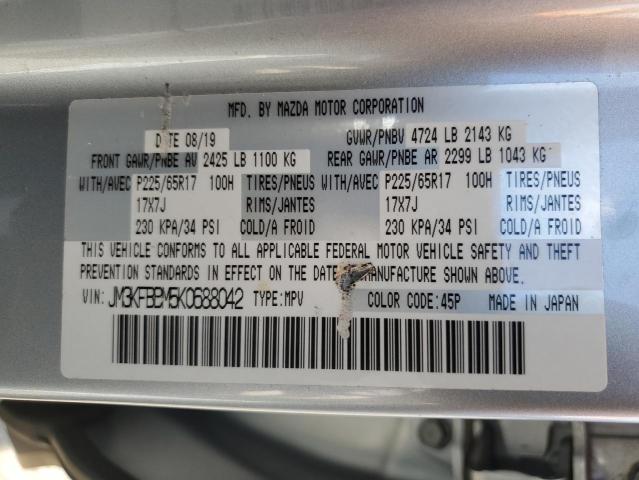 MFD. BY MAZDA MOTOR CORPORATION
DATE 08/19 GVWR/PNBV 4724 LB 2143 KG
FRONT GAWR/PNBE AV 2425 LB 1100 KG REAR GAWR/PNBE AR 2299 LB 1043 KG
WITH/AVEC P225/65R17 100H TIRES/PNEUS WITH/AVEC P225/65R17 100H TIRES/PNEUS
17X7J RIMS/JANTES 17X7J RIMS/JANTES
230 KPA/34 PSI COLD/A FROID 230 KPA/34 PSI COLD/A FROID
THIS VEHICLE CONFORMS TO ALL APPLICABLE FEDERAL MOTOR VEHICLE SAFETY AND THEFT
PREVENTION STANDARDS IN EFFECT ON THE DATE OF MANUFACTURE SHOWN ABOVE.
VIN: JM3KFBBM5K0688042 TYPE:MPV COLOR CODE:45P MADE IN JAPAN